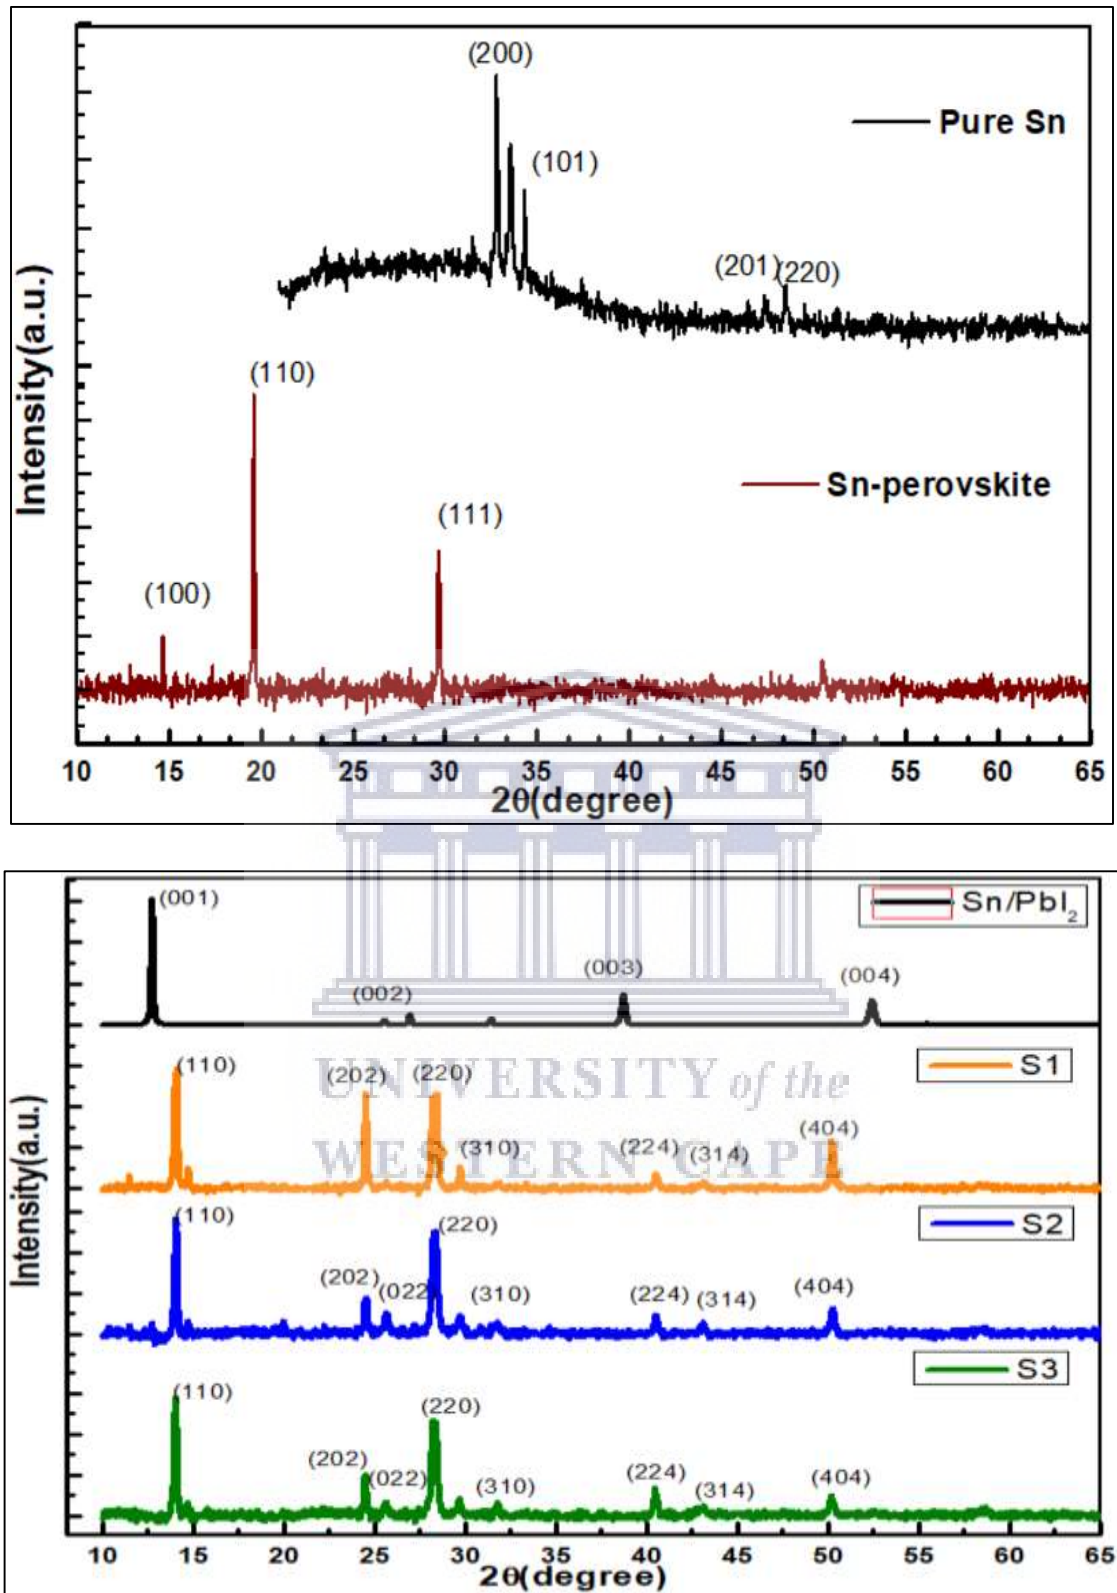 (200)
Pure Sn
(101)
(201)
(220)
Intensity(a.u.)
(110)
Sn-perovskite
(111)
(100)
10 15 20 25 30 35 40 45 50 55 60 65
2θ(degree)
(001)
Sn/PbI₂
(002)
(003)
(004)
UNIVERSITY of the
WESTERN CAPE
Intensity(a.u.)
(110)
(202)
(220)
(310)
(224)
(314)
(404)
S1
(110)
(202)
(022
(220)
(310)
(224)
(314)
(404)
S2
(110)
(202)
(022)
(220)
(310)
(224)
(314)
(404)
S3
10 15 20 25 30 35 40 45 50 55 60 65
2θ(degree)